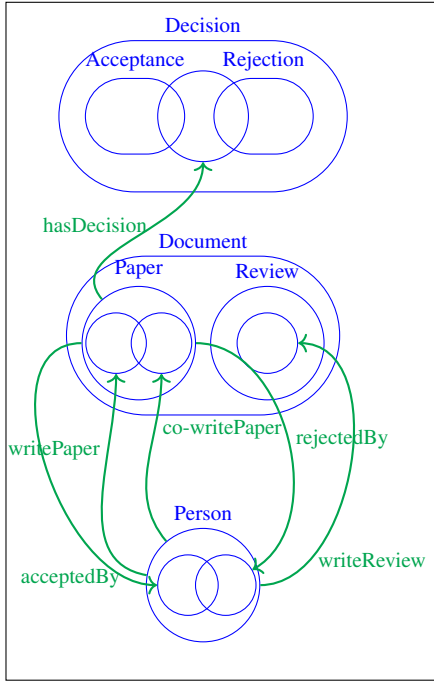 Decision
Acceptance
Rejection
hasDecision
Document
Paper
Review
co-writePaper
writePaper
rejectedBy
Person
writeReview
acceptedBy